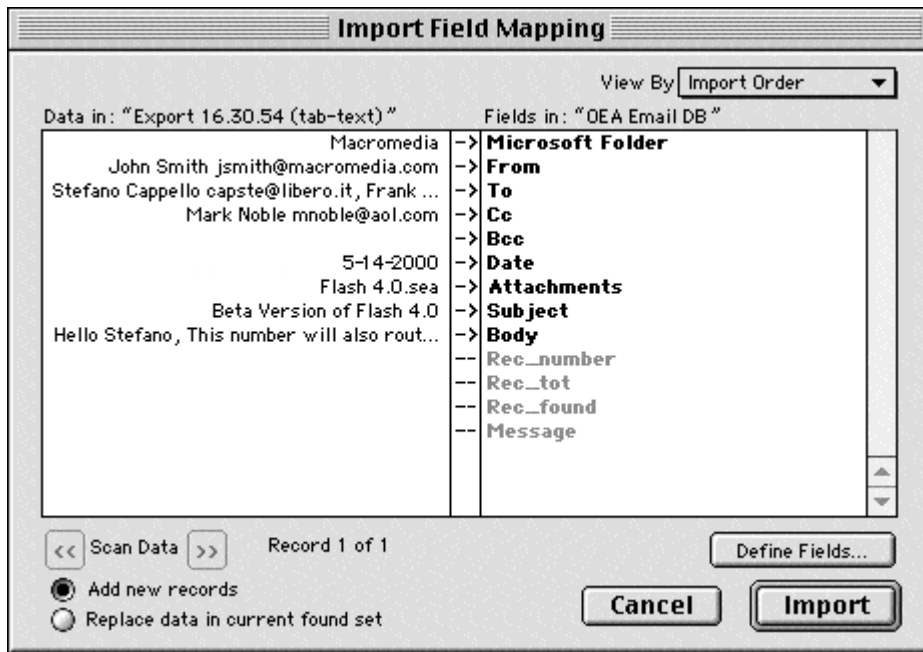 Import Field Mapping
View By Import Order
Data in: "Export 16.30.54 (tab-text)" Fields in: "OEA Email DB"
Macromedia -> Microsoft Folder
John Smith jsmith@macromedia.com -> From
Stefano Cappello capste@libero.it, Frank ... -> To
Mark Noble mnoble@aol.com -> Cc
-> Bcc
5-14-2000 -> Date
Flash 4.0.sea -> Attachments
Beta Version of Flash 4.0 -> Subject
Hello Stefano, This number will also rout... -> Body
-- Rec_number
-- Rec_tot
-- Rec_found
-- Message
<< Scan Data >> Record 1 of 1 Define Fields...
Add new records
Replace data in current found set
Cancel Import